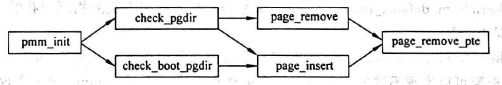 check_pgdir
page_remove
pmm_init
page_remove_pte
check_boot_pgdir
page_insert